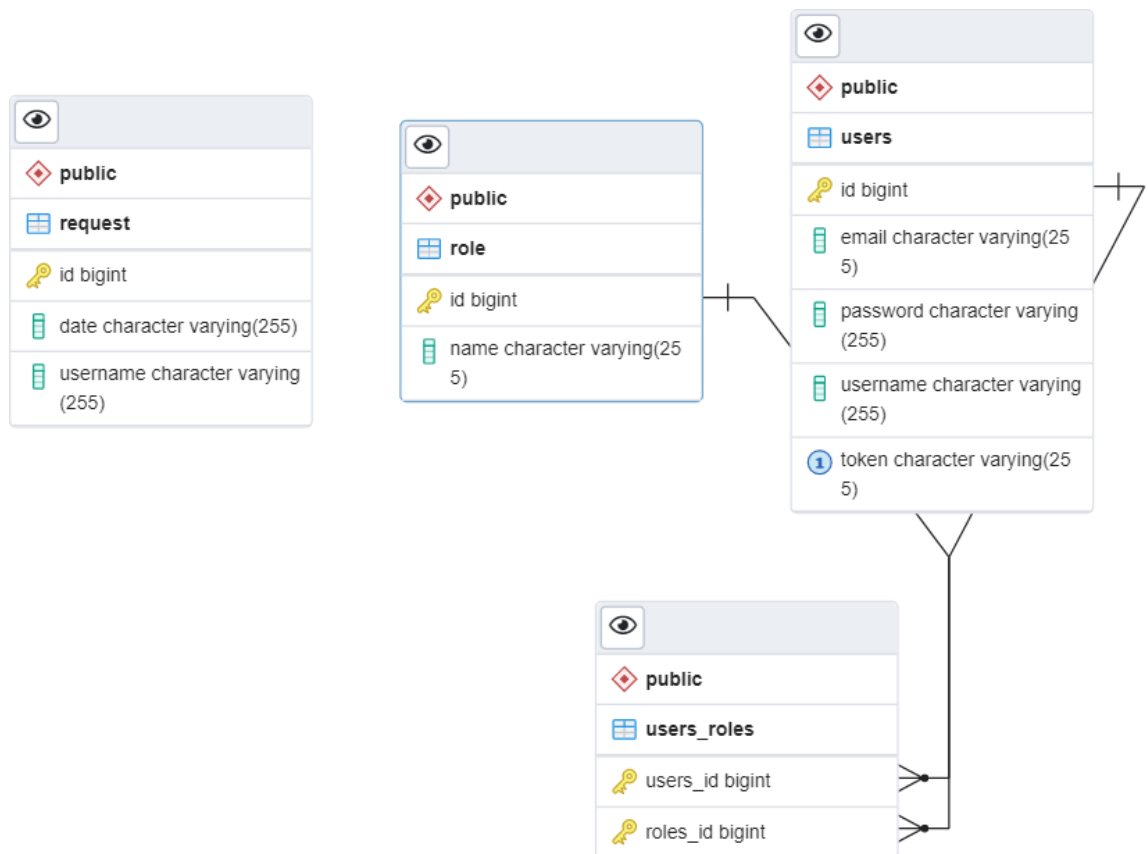 public
request
id bigint
date character varying(255)
username character varying
(255)
public
role
id bigint
name character varying(25
5)
public
users
id bigint
email character varying(25
5)
password character varying
(255)
username character varying
(255)
1 token character varying(25
5)
public
users_roles
users_id bigint
roles_id bigint